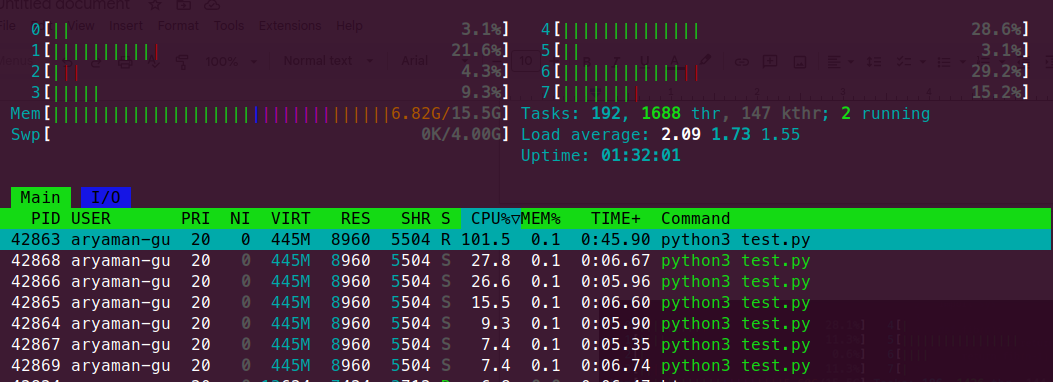 Untitled document
File View Insert Format Tools Extensions Help
0[|| 3.1%] 4[|||||||||||||| 28.6%]
1[||||||||||| 21.6%] 5[|| 3.1%]
100% Normal text Arial 10
2[||| 4.3%] 6[|||||||||||||| 29.2%]
3[||||| 9.3%] 7[|||||||| 15.2%]
Mem[||||||||||||||||||||||||||||||||||6.82G/15.5G] Tasks: 192, 1688 thr, 147 kthr; 2 running
Swp[ 0K/4.00G] Load average: 2.09 1.73 1.55
Uptime: 01:32:01
Main I/O
PID USER PRI NI VIRT RES SHR S CPU%▽MEM% TIME+ Command
42863 aryaman-gu 20 0 445M 8960 5504 R 101.5 0.1 0:45.90 python3 test.py
42868 aryaman-gu 20 0 445M 8960 5504 S 27.8 0.1 0:06.67 python3 test.py
42866 aryaman-gu 20 0 445M 8960 5504 S 26.6 0.1 0:05.96 python3 test.py
42865 aryaman-gu 20 0 445M 8960 5504 S 15.5 0.1 0:06.60 python3 test.py
42864 aryaman-gu 20 0 445M 8960 5504 S 9.3 0.1 0:05.90 python3 test.py
42867 aryaman-gu 20 0 445M 8960 5504 S 7.4 0.1 0:05.35 python3 test.py
42869 aryaman-gu 20 0 445M 8960 5504 S 7.4 0.1 0:06.74 python3 test.py